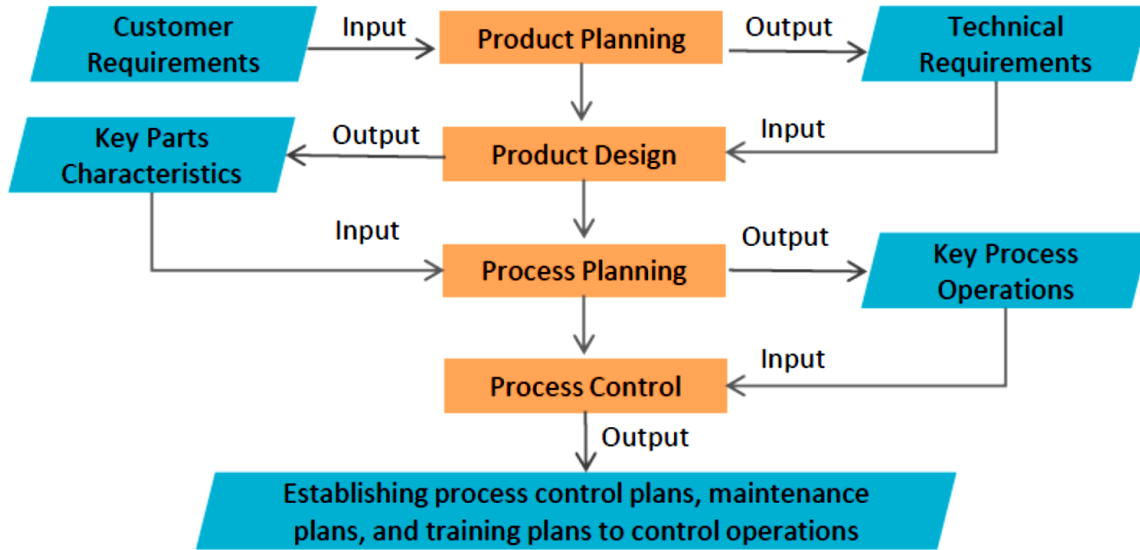 Customer
Requirements
Input
Product Planning
Output
Technical
Requirements
Key Parts
Characteristics
Output
Product Design
Input
Input
Process Planning
Output
Key Process
Operations
Process Control
Input
Output
Establishing process control plans, maintenance
plans, and training plans to control operations